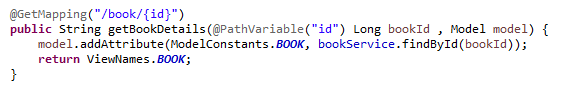 @GetMapping("/book/{id}")
public String getBookDetails(@PathVariable("id") Long bookId , Model model) {
    model.addAttribute(ModelConstants.BOOK, bookService.findById(bookId));
    return ViewNames.BOOK;
}